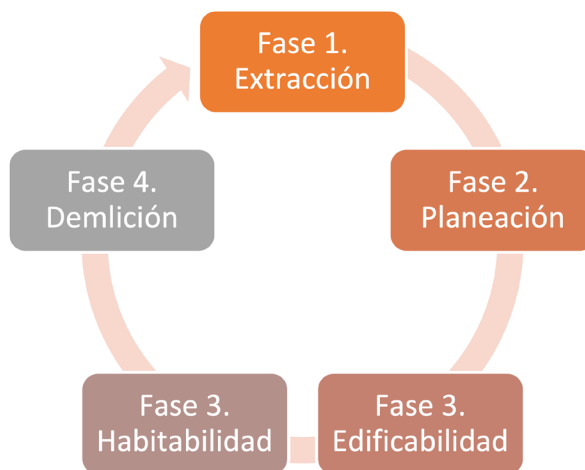 Fase 1.
Extracción
Fase 2.
Planeación
Fase 3.
Edificabilidad
Fase 3.
Habitabilidad
Fase 4.
Demlición